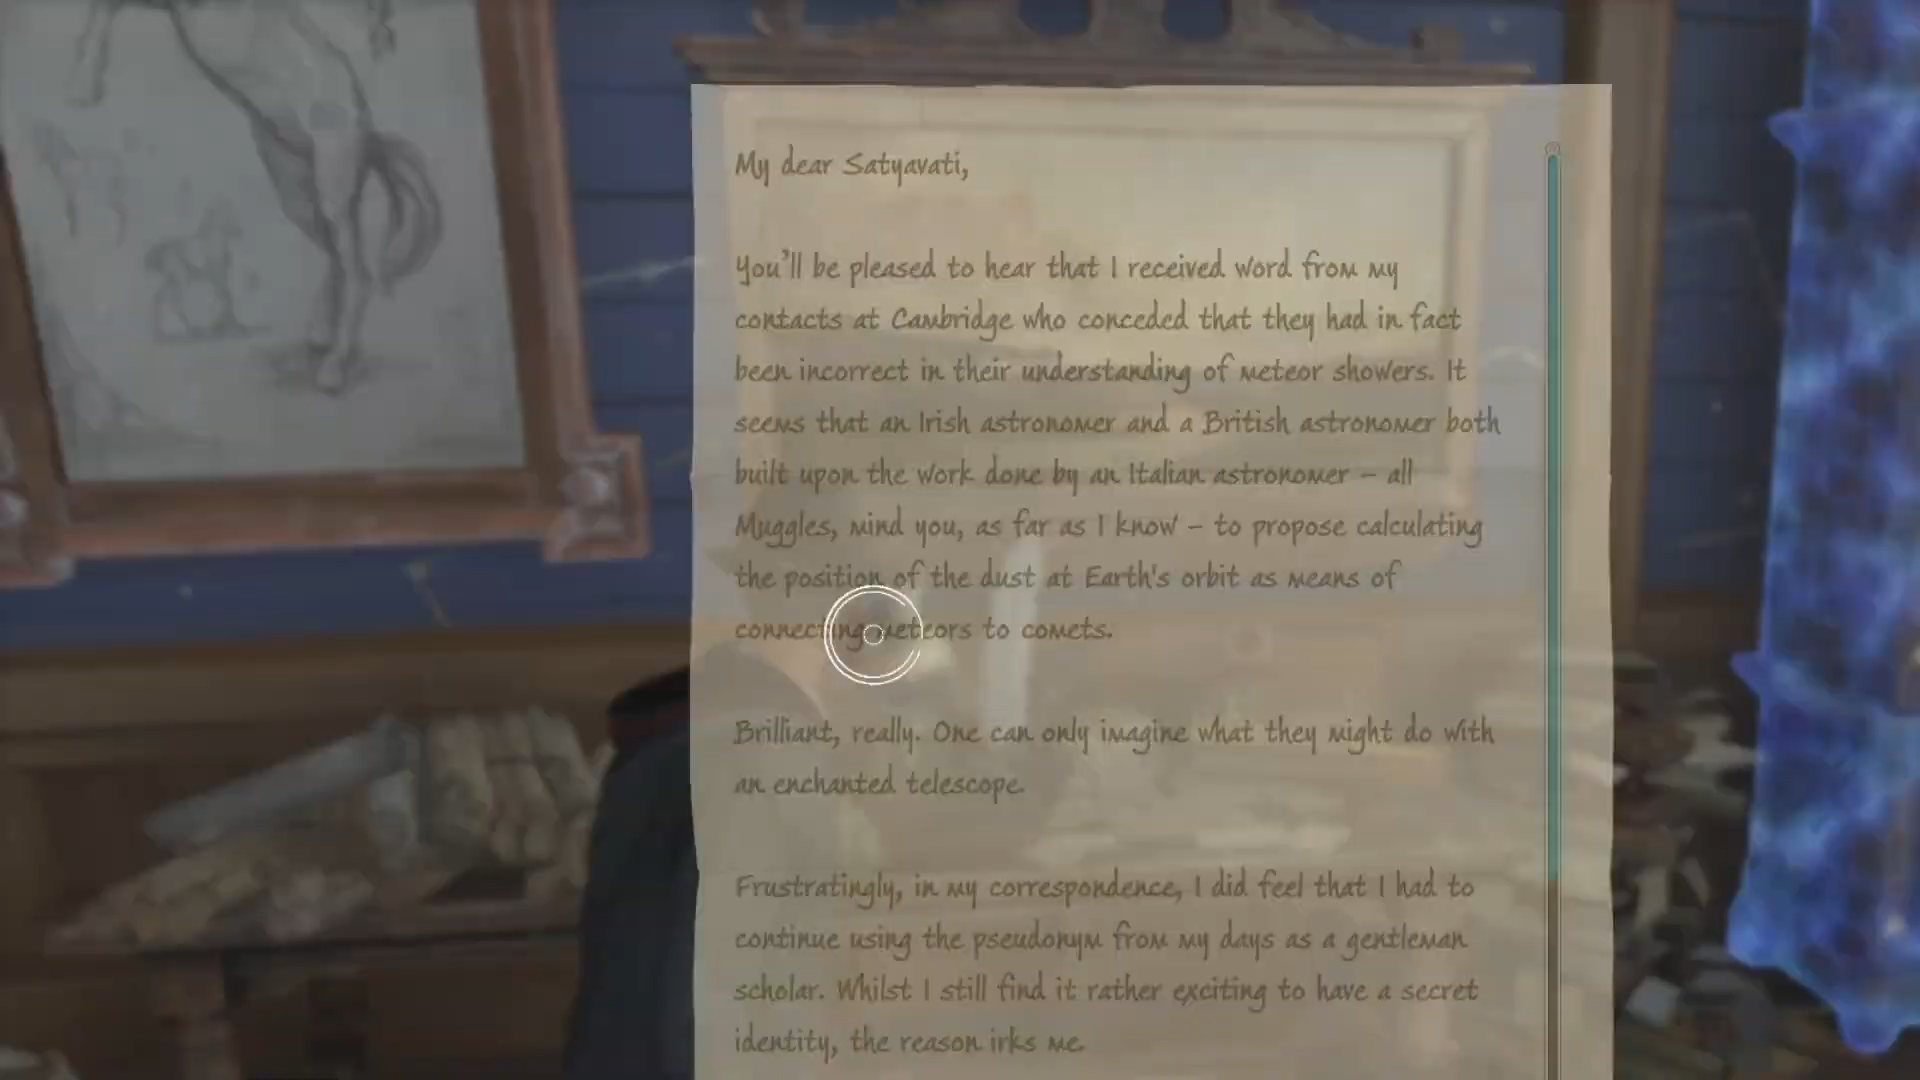 My dear Satyavati,
You'll be pleased to hear that I received word from my
contacts at Cambridge who conceded that they had in fact
been incorrect in their understanding of meteor showers. It
seems that an Irish astronomer and a British astronomer both
built upon the work done by an Italian astronomer – all
Muggles, mind you, as far as I know – to propose calculating
the position of the dust at Earth's orbit as means of
connecting meteors to comets.
Brilliant, really. One can only imagine what they might do with
an enchanted telescope.
Frustratingly, in my correspondence, I did feel that I had to
continue using the pseudonym from my days as a gentleman
scholar. Whilst I still find it rather exciting to have a secret
identity, the reason irks me.